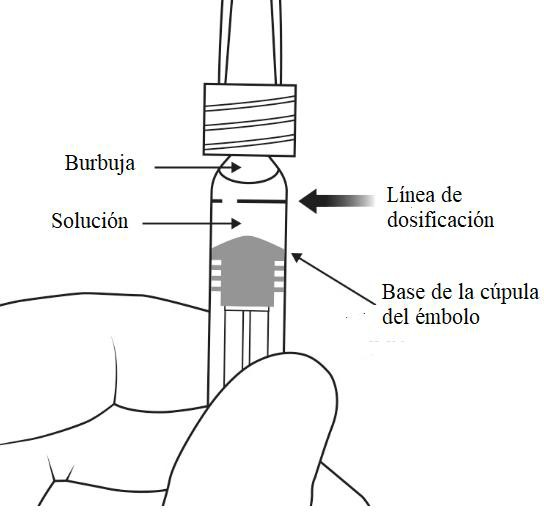 Burbuja
Línea de
dosificación
Solución
Base de la cúpula
del émbolo